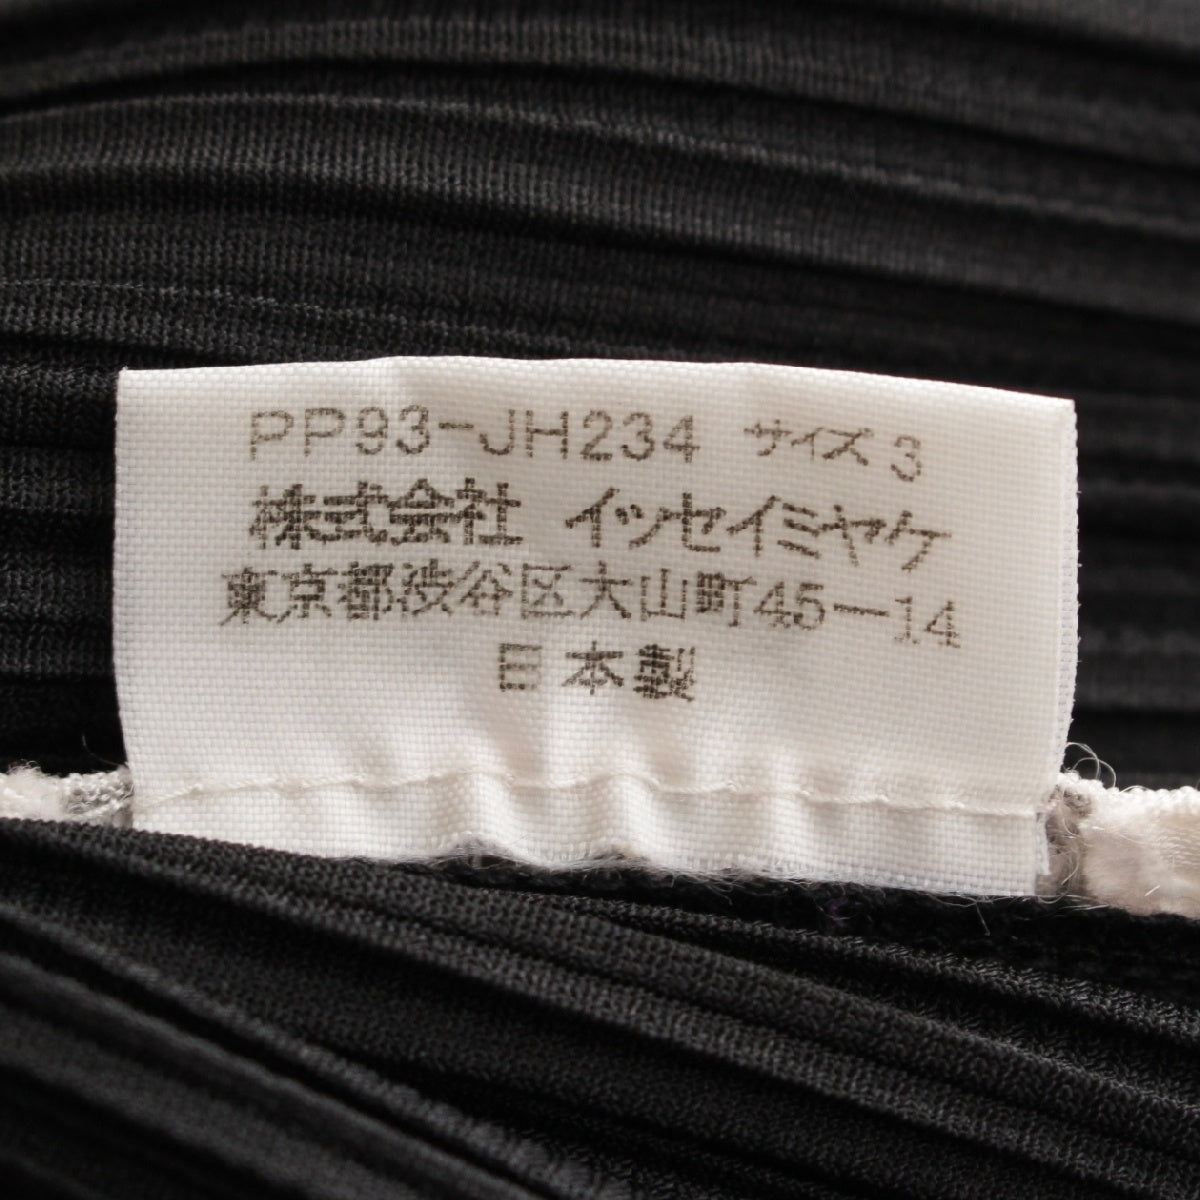 PP93-JH234 サイズ 3
株式会社 イッセイミヤケ
東京都渋谷区大山町45-14
日本製